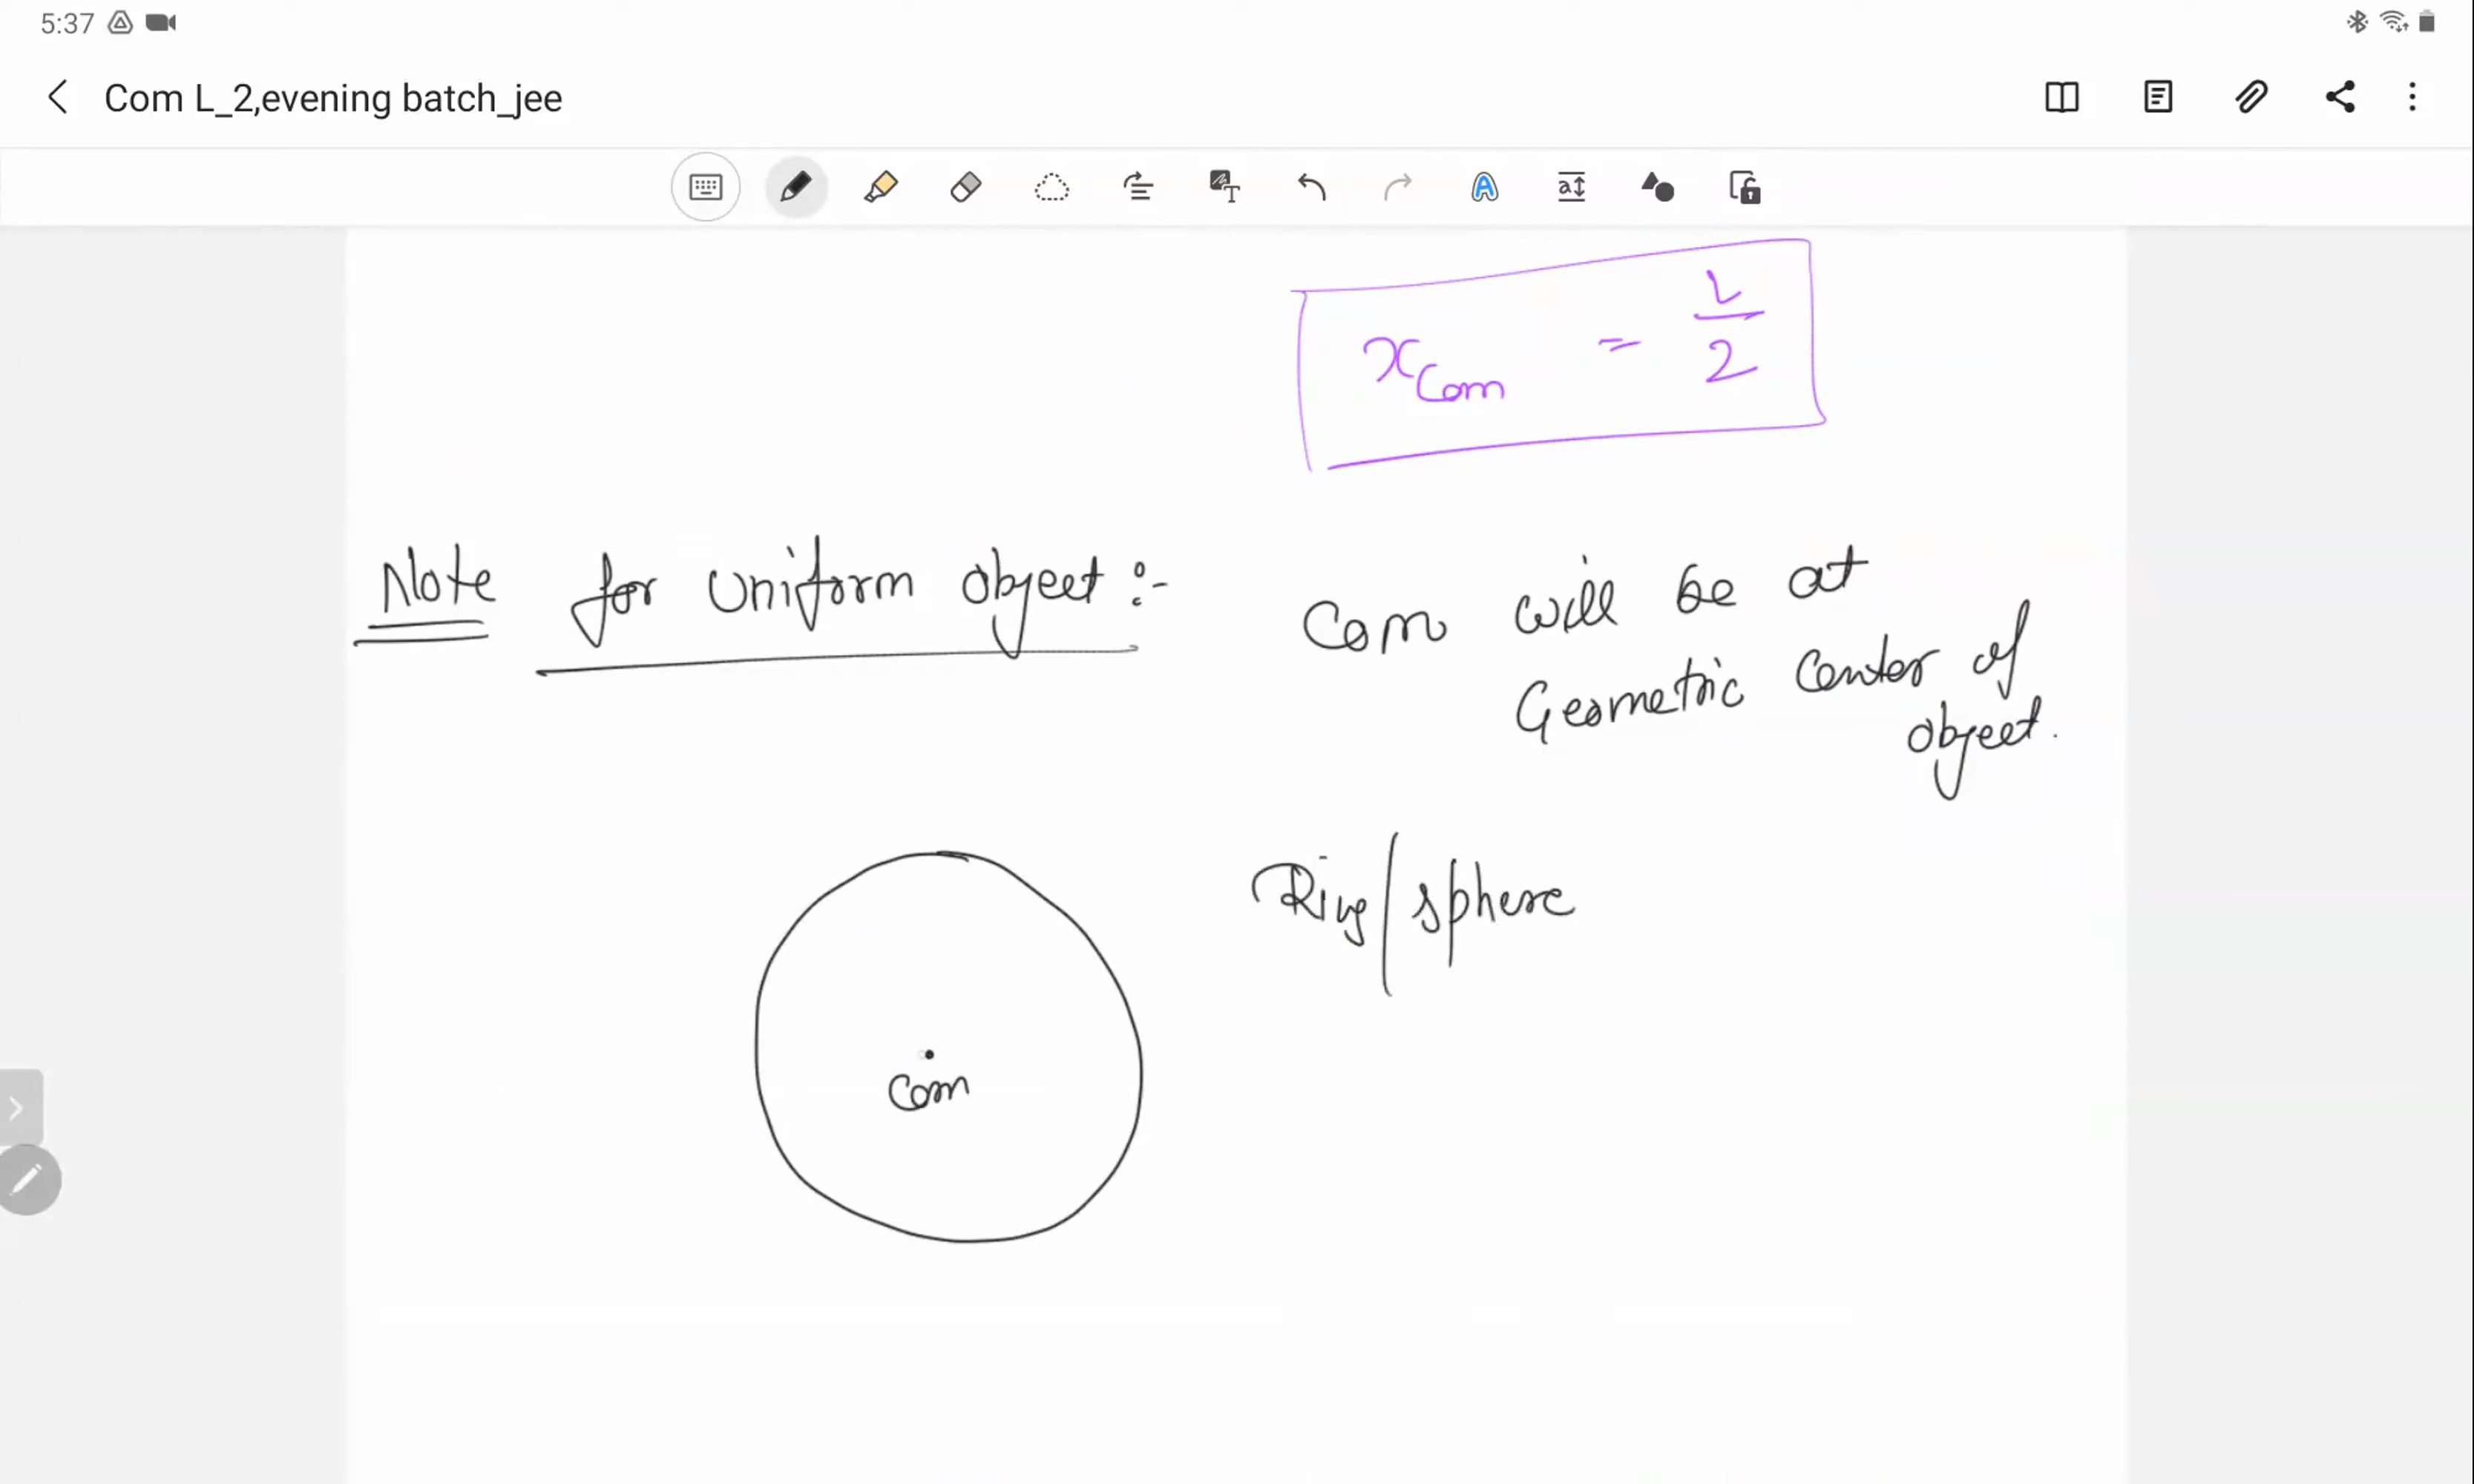 5:37
Com L_2,evening batch_jee
x_Com = L/2
Note for Uniform object :- Com will be at
Geometric Center of
object.
Ring/sphere
Com